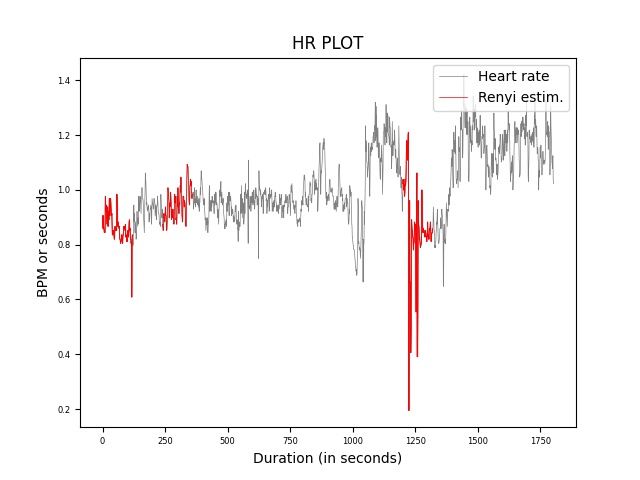 HR PLOT
Heart rate
Renyi estim.
BPM or seconds
1.4
1.2
1.0
0.8
0.6
0.4
0.2
0 250 500 750 1000 1250 1500 1750
Duration (in seconds)